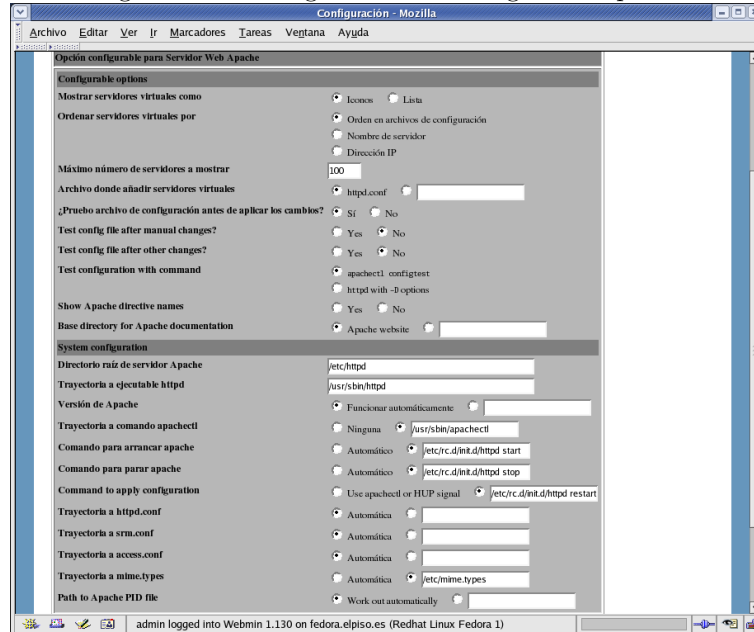 Configuración - Mozilla
Archivo Editar Ver Ir Marcadores Tareas Ventana Ayuda
Opción configurable para Servidor Web Apache
Configurable options
Mostrar servidores virtuales como Iconos Lista
Ordenar servidores virtuales por Orden en archivos de configuración
Nombre de servidor
Dirección IP
Máximo número de servidores a mostrar 100
Archivo donde añadir servidores virtuales httpd.conf
¿Pruebo archivo de configuración antes de aplicar los cambios? Sí No
Test config file after manual changes? Yes No
Test config file after other changes? Yes No
Test configuration with command apachectl configtest
httpd with -D options
Show Apache directive names Yes No
Base directory for Apache documentation Apache website
System configuration
Directorio raíz de servidor Apache /etc/httpd
Trayectoria a ejecutable httpd /usr/sbin/httpd
Versión de Apache Funcionar automáticamente
Trayectoria a comando apachectl Ninguna /usr/sbin/apachectl
Comando para arrancar apache Automático /etc/rc.d/init.d/httpd start
Comando para parar apache Automático /etc/rc.d/init.d/httpd stop
Command to apply configuration Use apachectl or HUP signal /etc/rc.d/init.d/httpd restart
Trayectoria a httpd.conf Automática
Trayectoria a srm.conf Automática
Trayectoria a access.conf Automática
Trayectoria a mime.types Automática /etc/mime.types
Path to Apache PID file Work out automatically
admin logged into Webmin 1.130 on fedora.elpiso.es (Redhat Linux Fedora 1)